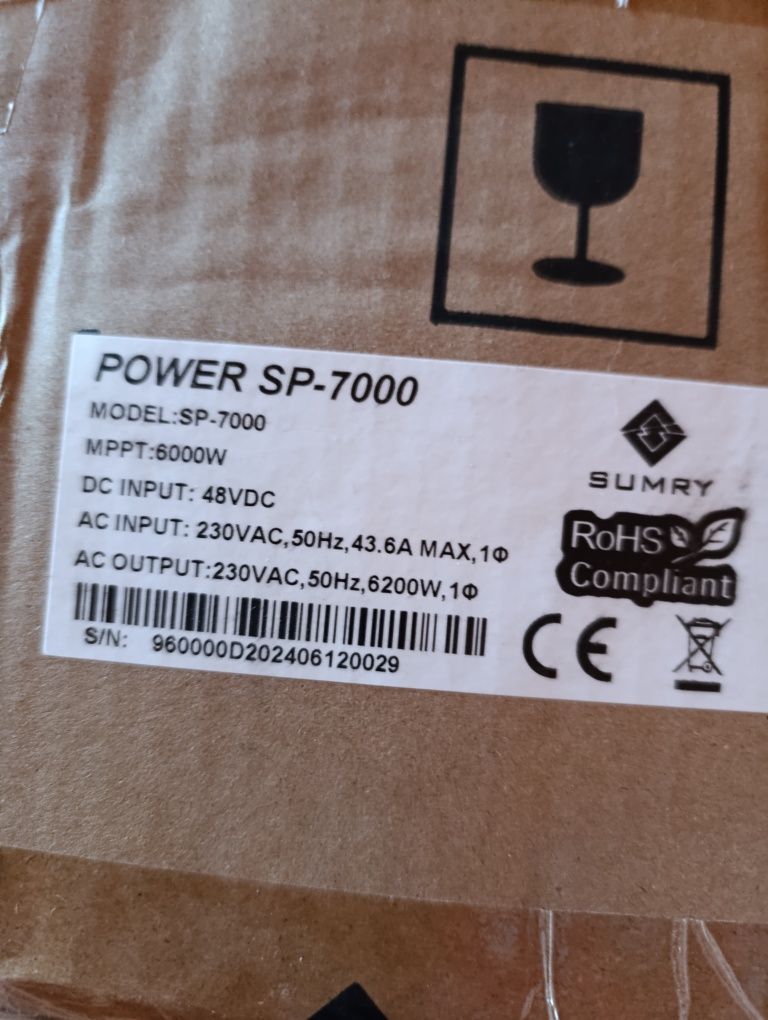 POWER SP-7000
MODEL:SP-7000
MPPT:6000W
DC INPUT: 48VDC
AC INPUT: 230VAC,50Hz,43.6A MAX,1Φ
AC OUTPUT:230VAC,50Hz,6200W,1Φ
S/N: 960000D202406120029
SUMRY
RoHS
Compliant
CE